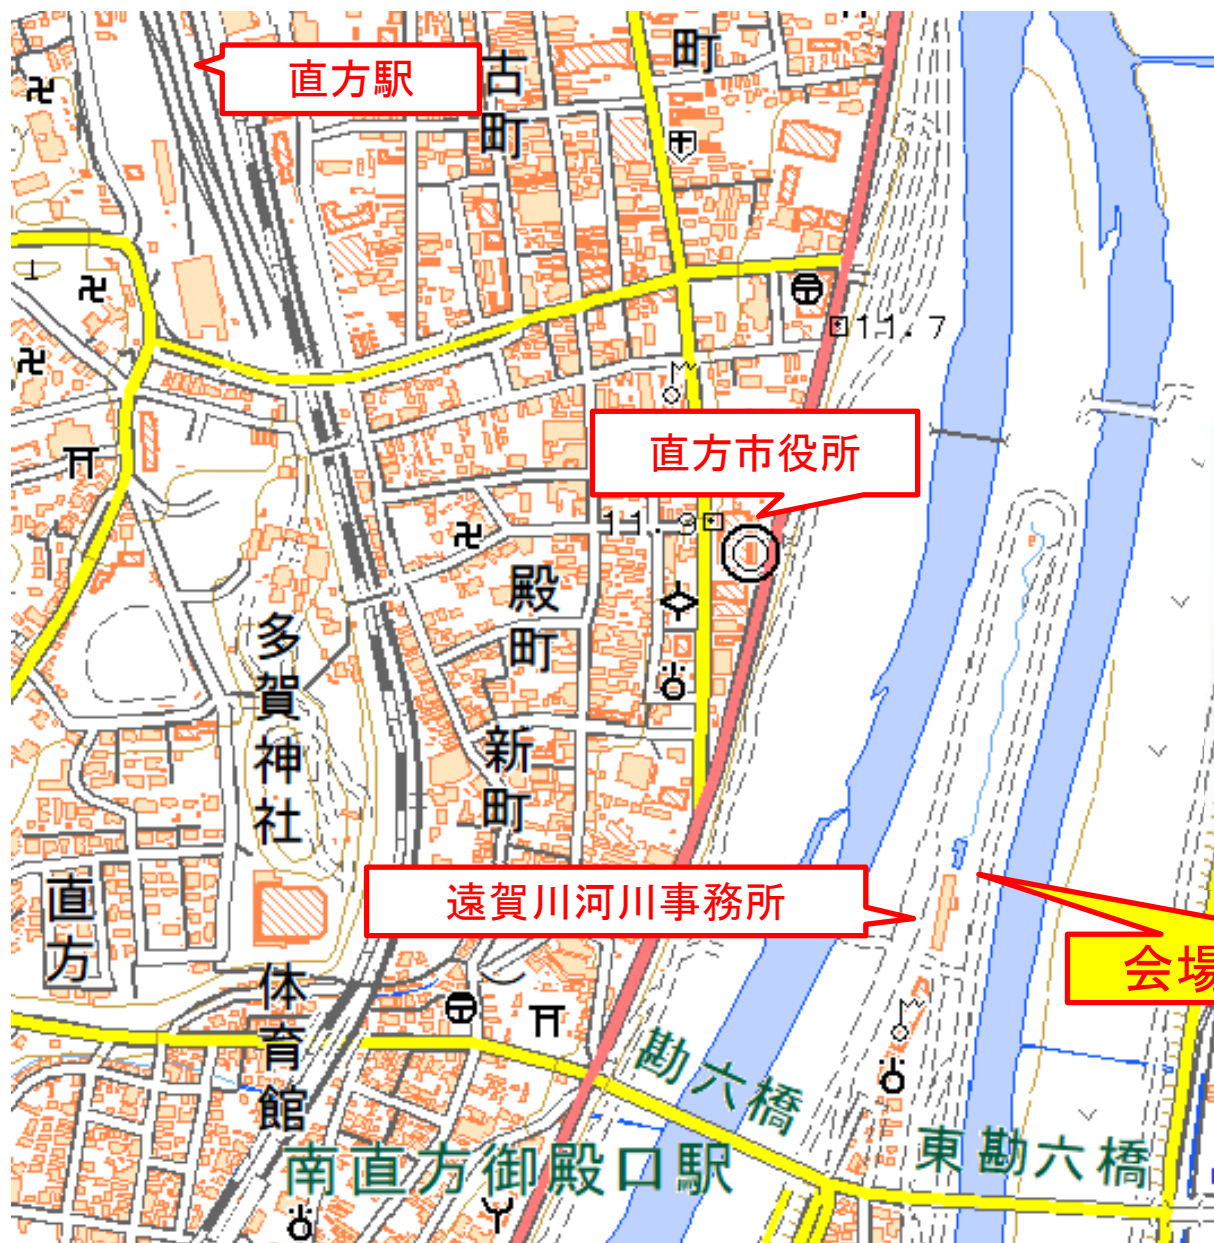 直方駅
古町
町
11.7
直方市役所
11.3
殿町
多賀神社
新町
遠賀川河川事務所
直方
会場
体育館
勘六橋
東勘六橋
南直方御殿口駅